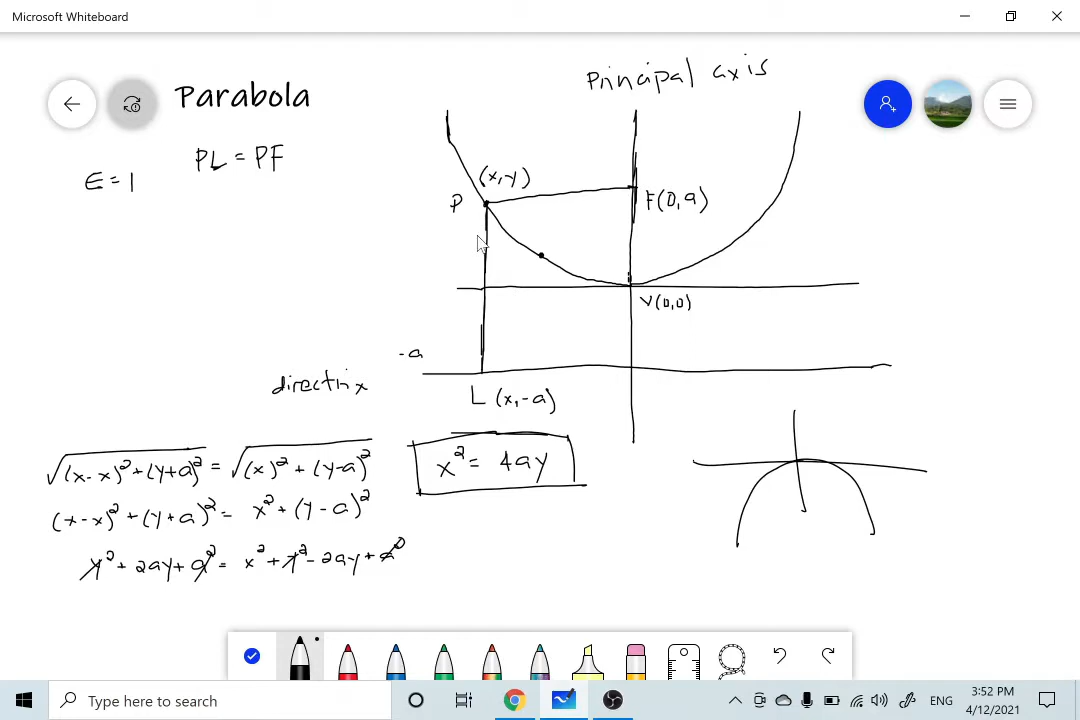 Microsoft Whiteboard
Parabola
Principal axis
PL = PF
E = 1
(x,y)
P
F(0,a)
V(0,0)
-a
directrix
L (x,-a)
√(x-x)²+(y+a)² = √(x)²+(y-a)²
x² = 4ay
(x-x)²+(y+a)² = x²+(y-a)²
y²+2ay+a² = x²+y²-2ay+a²
Type here to search
ENG
3:52 PM
4/12/2021